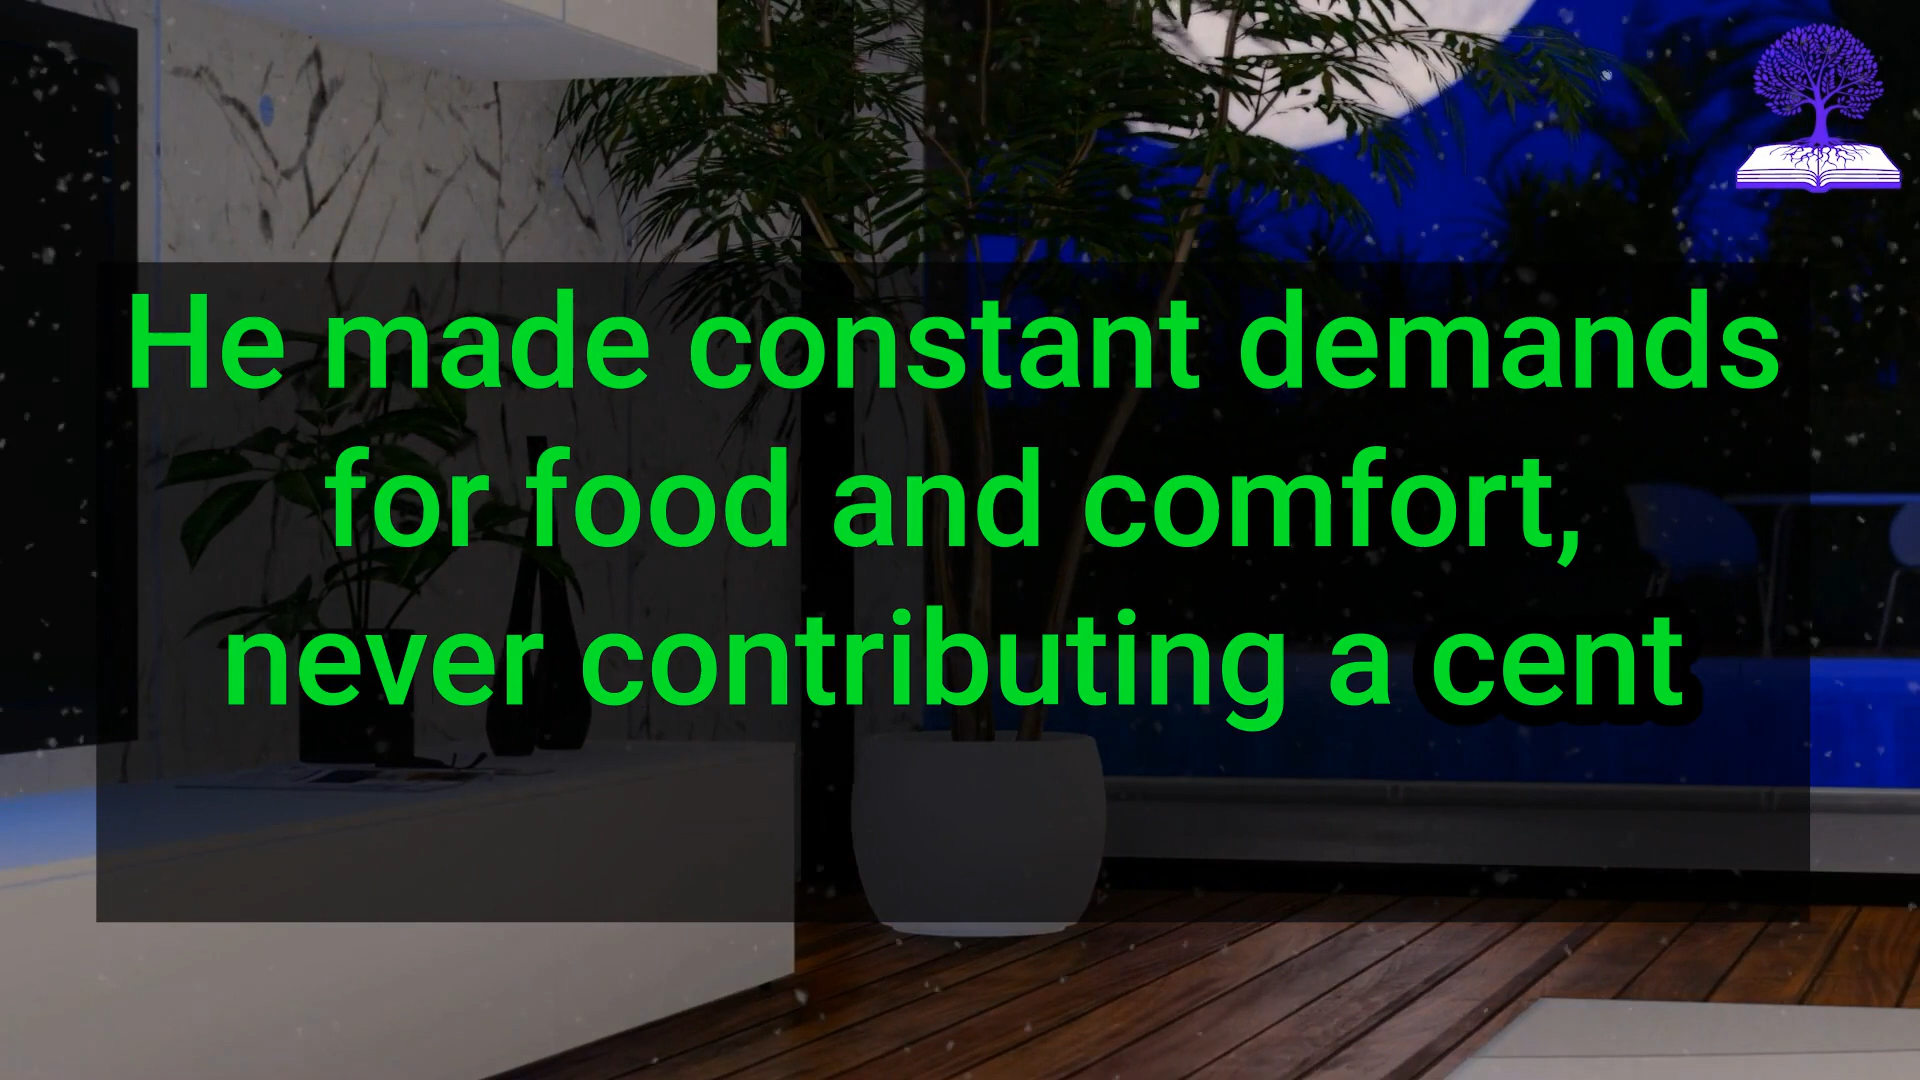 He made constant demands
for food and comfort,
never contributing a cent